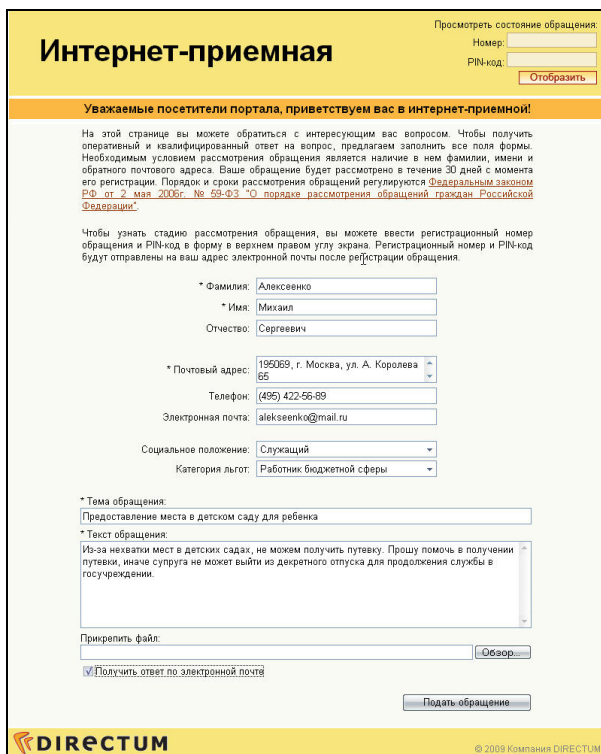 Интернет-приемная
Просмотреть состояние обращения:
Номер:
PIN-код:
Отобразить
Уважаемые посетители портала, приветствуем вас в интернет-приемной!
На этой странице вы можете обратиться с интересующим вас вопросом. Чтобы получить
оперативный и квалифицированный ответ на вопрос, предлагаем заполнить все поля формы.
Необходимым условием рассмотрения обращения является наличие в нем фамилии, имени и
обратного почтового адреса. Ваше обращение будет рассмотрено в течение 30 дней с момента
его регистрации. Порядок и сроки рассмотрения обращений регулируются Федеральным законом
РФ от 2 мая 2006г. № 59-ФЗ "О порядке рассмотрения обращений граждан Российской
Федерации".
Чтобы узнать стадию рассмотрения обращения, вы можете ввести регистрационный номер
обращения и PIN-код в форму в верхнем правом углу экрана. Регистрационный номер и PIN-код
будут отправлены на ваш адрес электронной почты после регистрации обращения.
* Фамилия: Алексеенко
* Имя: Михаил
Отчество: Сергеевич
* Почтовый адрес: 195069, г. Москва, ул. А. Королева
65
Телефон: (495) 422-56-89
Электронная почта: alekseenko@mail.ru
Социальное положение: Служащий
Категория льгот: Работник бюджетной сферы
* Тема обращения:
Предоставление места в детском саду для ребенка
* Текст обращения:
Из-за нехватки мест в детских садах, не можем получить путевку. Прошу помочь в получении
путевки, иначе супруга не может выйти из декретного отпуска для продолжения службы в
госучреждении.
Прикрепить файл:
Обзор...
Получить ответ по электронной почте
Подать обращение
DIRECTUM
© 2009 Компания DIRECTUM